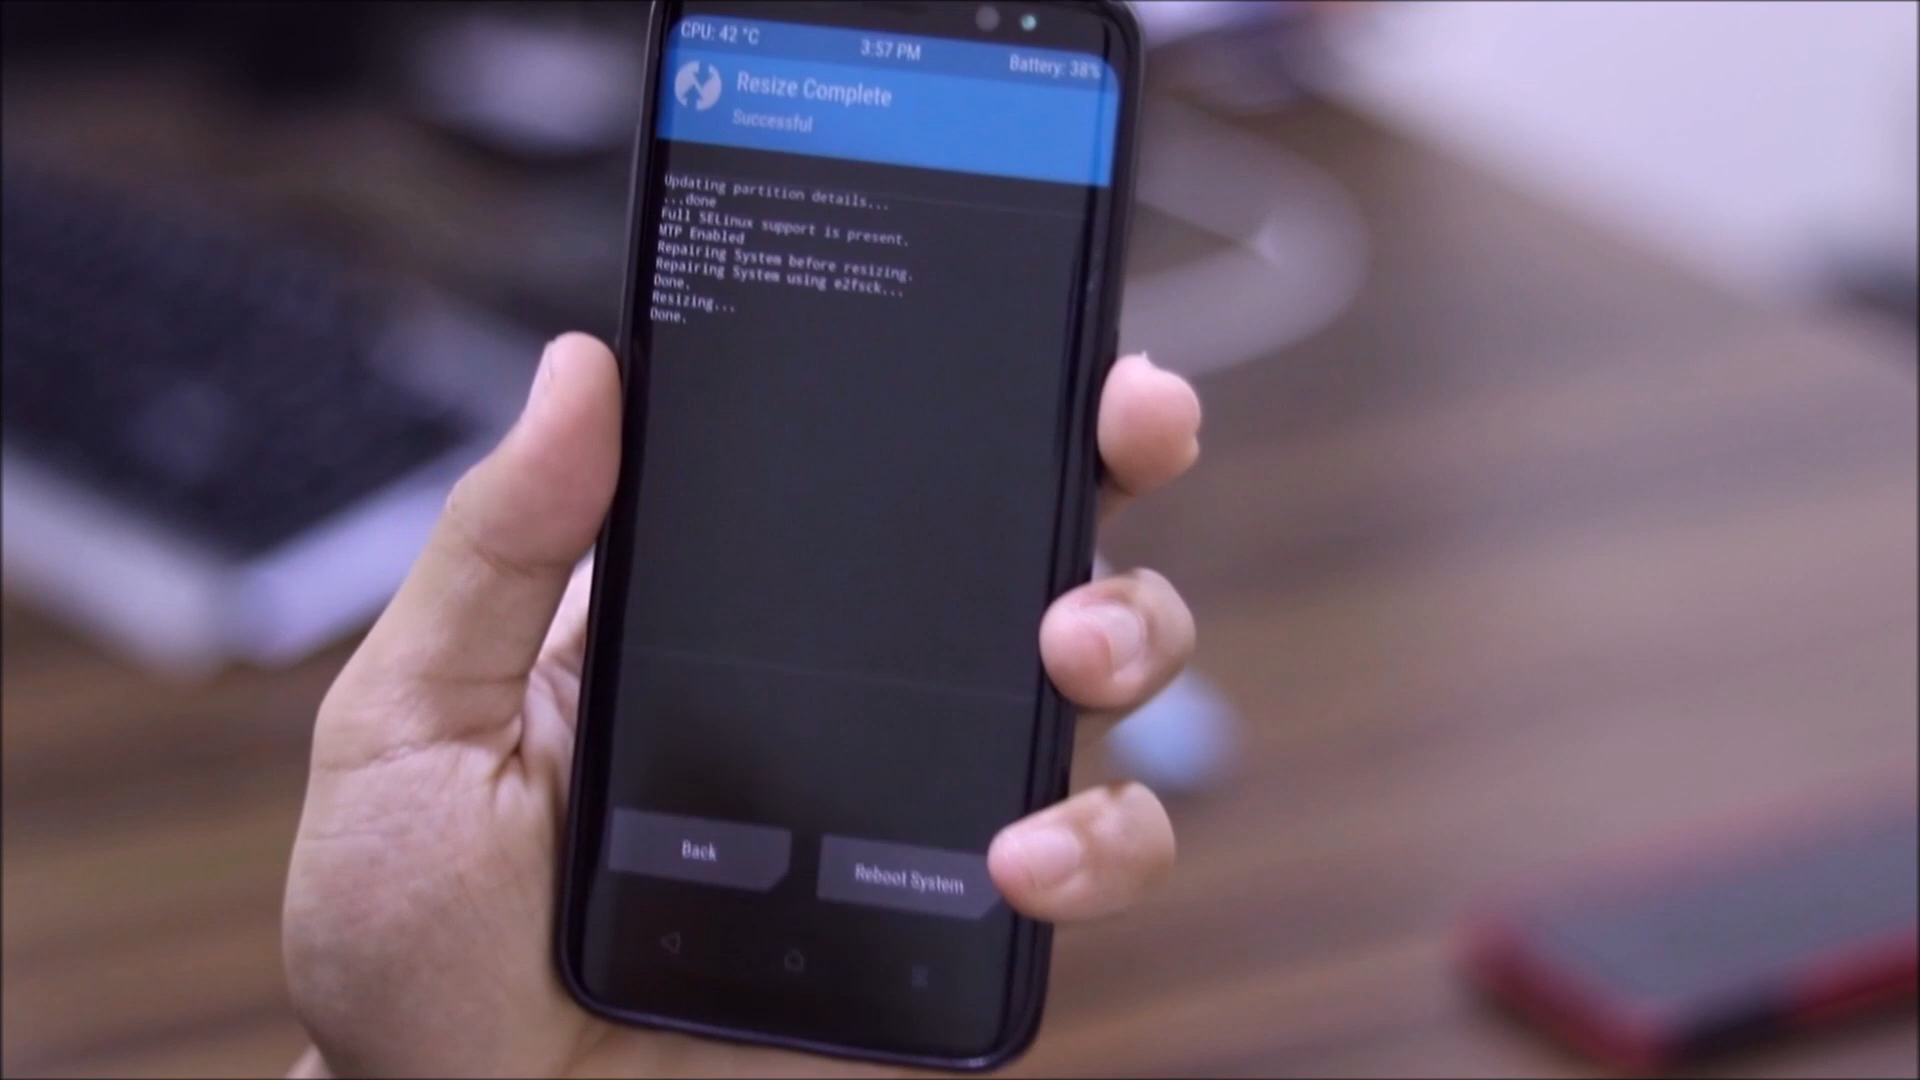 CPU: 42 °C 3:57 PM Battery: 38%
Resize Complete
Successful
Updating partition details...
...done
Full SELinux support is present.
MTP Enabled
Repairing System before resizing.
Repairing System using e2fsck...
Done.
Resizing...
Done.
Back Reboot System